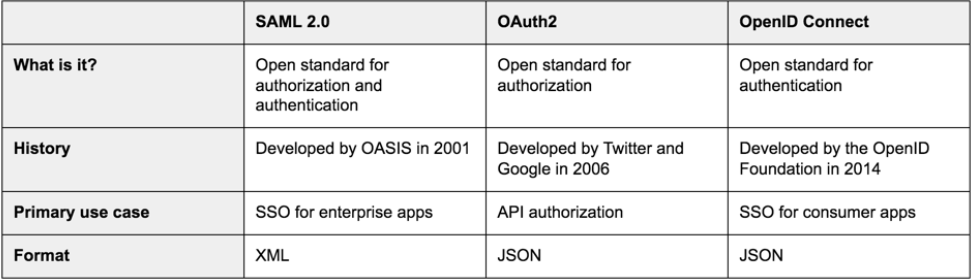 SAML 2.0
OAuth2
OpenID Connect
What is it?
Open standard for
authorization and
authentication
Open standard for
authorization
Open standard for
authentication
History
Developed by OASIS in 2001
Developed by Twitter and
Google in 2006
Developed by the OpenID
Foundation in 2014
Primary use case
SSO for enterprise apps
API authorization
SSO for consumer apps
Format
XML
JSON
JSON